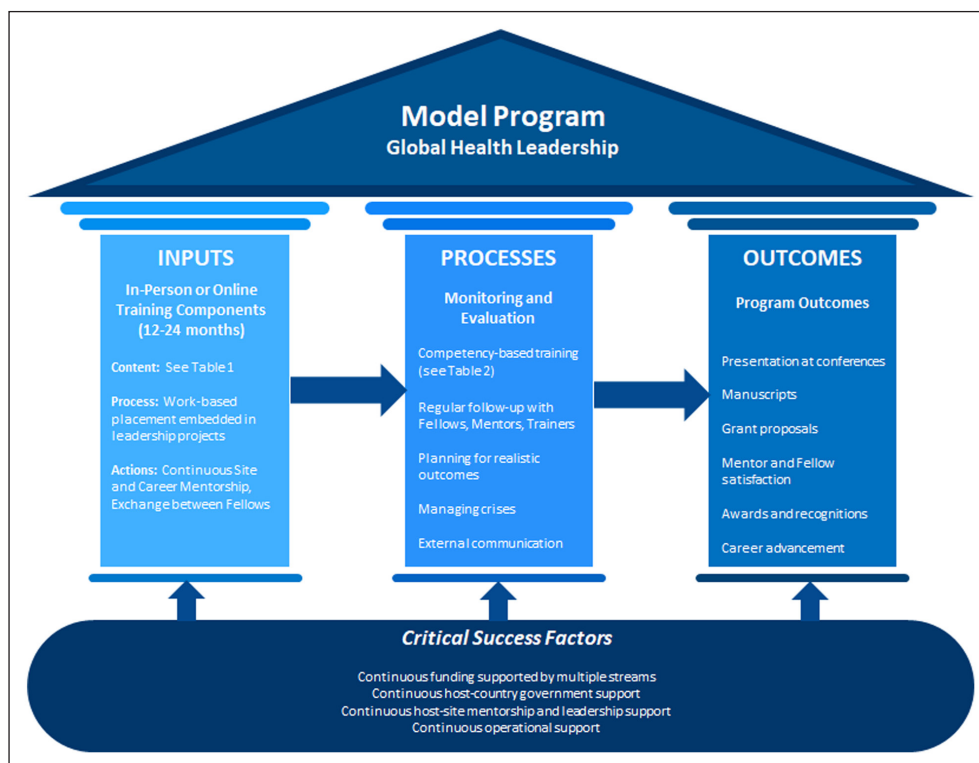 Model Program
Global Health Leadership
INPUTS
In-Person or Online
Training Components
(12-24 months)
Content: See Table 1
Process: Work-based
placement embedded in
leadership projects
Actions: Continuous Site
and Career Mentorship,
Exchange between Fellows
PROCESSES
Monitoring and
Evaluation
Competency-based training
(see Table 2)
Regular follow-up with
Fellows, Mentors, Trainers
Planning for realistic
outcomes
Managing crises
External communication
OUTCOMES
Program Outcomes
Presentation at conferences
Manuscripts
Grant proposals
Mentor and Fellow
satisfaction
Awards and recognitions
Career advancement
Critical Success Factors
Continuous funding supported by multiple streams
Continuous host-country government support
Continuous host-site mentorship and leadership support
Continuous operational support